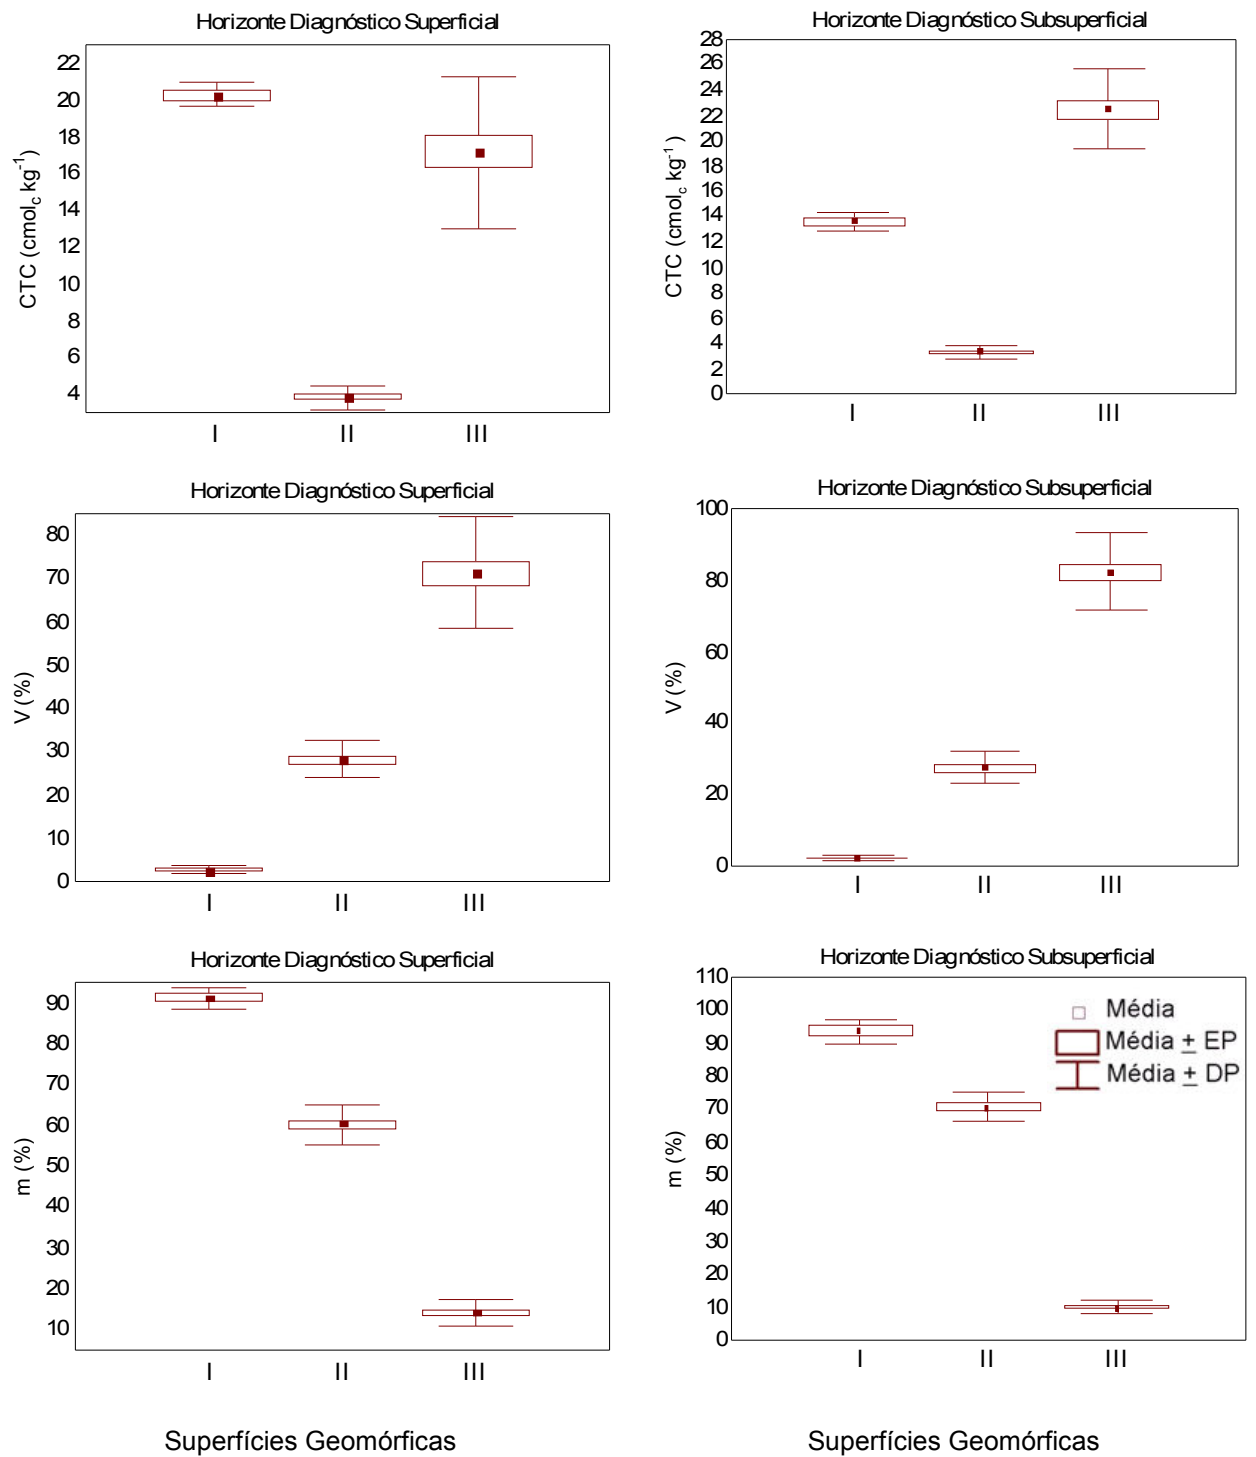 Horizonte Diagnóstico Superficial
CTC (cmolc kg-1)
22
20
18
16
14
12
10
8
6
4
I II III
Horizonte Diagnóstico Subsuperficial
CTC (cmolc kg-1)
28
26
24
22
20
18
16
14
12
10
8
6
4
2
0
I II III
Horizonte Diagnóstico Superficial
V (%)
80
70
60
50
40
30
20
10
0
I II III
Horizonte Diagnóstico Subsuperficial
V (%)
100
80
60
40
20
0
I II III
Horizonte Diagnóstico Superficial
m (%)
90
80
70
60
50
40
30
20
10
I II III
Superfícies Geomórficas
Horizonte Diagnóstico Subsuperficial
m (%)
110
100
90
80
70
60
50
40
30
20
10
0
Média
Média ± EP
Média ± DP
I II III
Superfícies Geomórficas